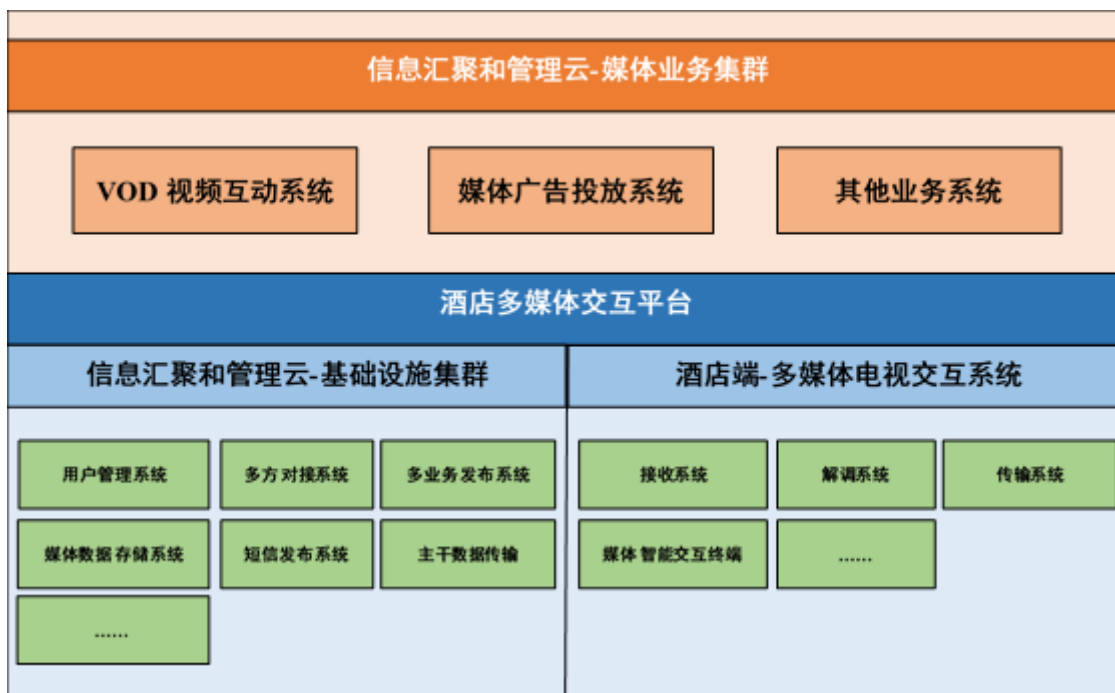 信息汇聚和管理云-媒体业务集群
VOD 视频互动系统
媒体广告投放系统
其他业务系统
酒店多媒体交互平台
信息汇聚和管理云-基础设施集群
酒店端-多媒体电视交互系统
用户管理系统
多方对接系统
多业务发布系统
接收系统
解调系统
传输系统
媒体数据存储系统
短信发布系统
主干数据传输
媒体智能交互终端
......
......